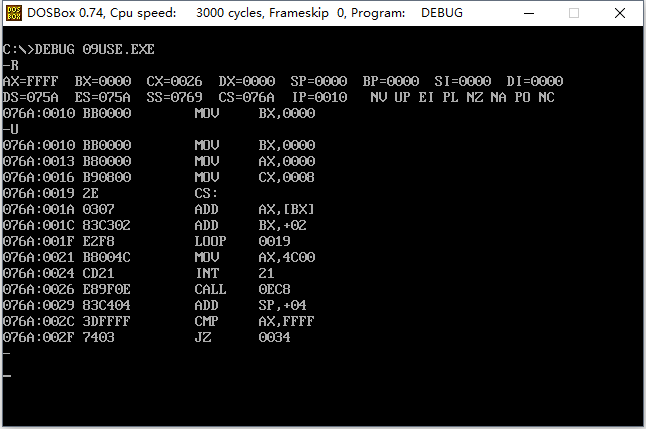 DOSBox 0.74, Cpu speed:    3000 cycles, Frameskip  0, Program:    DEBUG
C:\>DEBUG 09USE.EXE
-R
AX=FFFF  BX=0000  CX=0026  DX=0000  SP=0000  BP=0000  SI=0000  DI=0000
DS=075A  ES=075A  SS=0769  CS=076A  IP=0010   NV UP EI PL NZ NA PO NC
076A:0010 BB0000        MOV     BX,0000
-U
076A:0010 BB0000        MOV     BX,0000
076A:0013 B80000        MOV     AX,0000
076A:0016 B90800        MOV     CX,0008
076A:0019 2E            CS:
076A:001A 0307          ADD     AX,[BX]
076A:001C 83C302        ADD     BX,+02
076A:001F E2F8          LOOP    0019
076A:0021 B8004C        MOV     AX,4C00
076A:0024 CD21          INT     21
076A:0026 E89F0E        CALL    0EC8
076A:0029 83C404        ADD     SP,+04
076A:002C 3DFFFF        CMP     AX,FFFF
076A:002F 7403          JZ      0034
-